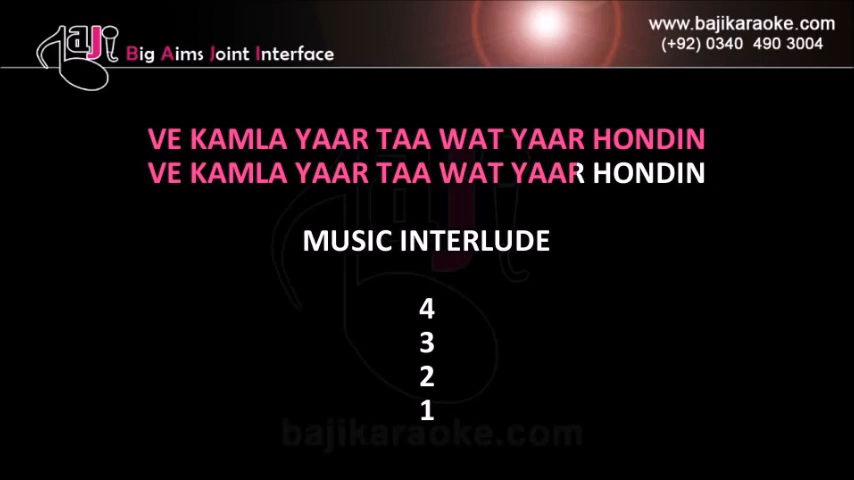 www.bajikaraoke.com
(+92) 0340 490 3004
Baji
Big Aims Joint Interface
VE KAMLA YAAR TAA WAT YAAR HONDIN
VE KAMLA YAAR TAA WAT YAAR HONDIN
MUSIC INTERLUDE
4
3
2
1
bajikaraoke.com